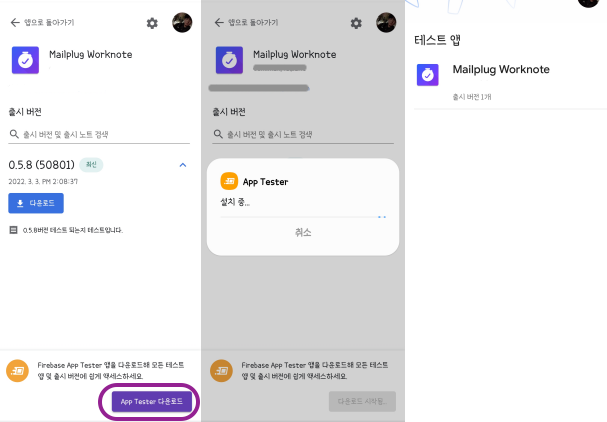 앱으로 돌아가기
Mailplug Worknote
출시 버전
출시 버전 및 출시 노트 검색
0.5.8 (50801) 최신
2022. 3. 3. PM 2:08:37
다운로드
0.5.8버전 테스트 되는지 테스트입니다.
Firebase App Tester 앱을 다운로드해 모든 테스트
앱 및 출시 버전에 쉽게 액세스하세요.
App Tester 다운로드
앱으로 돌아가기
Mailplug Worknote
출시 버전
출시 버전 및 출시 노트 검색
App Tester
설치 중...
취소
Firebase App Tester 앱을 다운로드해 모든 테스트
앱 및 출시 버전에 쉽게 액세스하세요.
다운로드 시작됨.
테스트 앱
Mailplug Worknote
출시 버전 1개